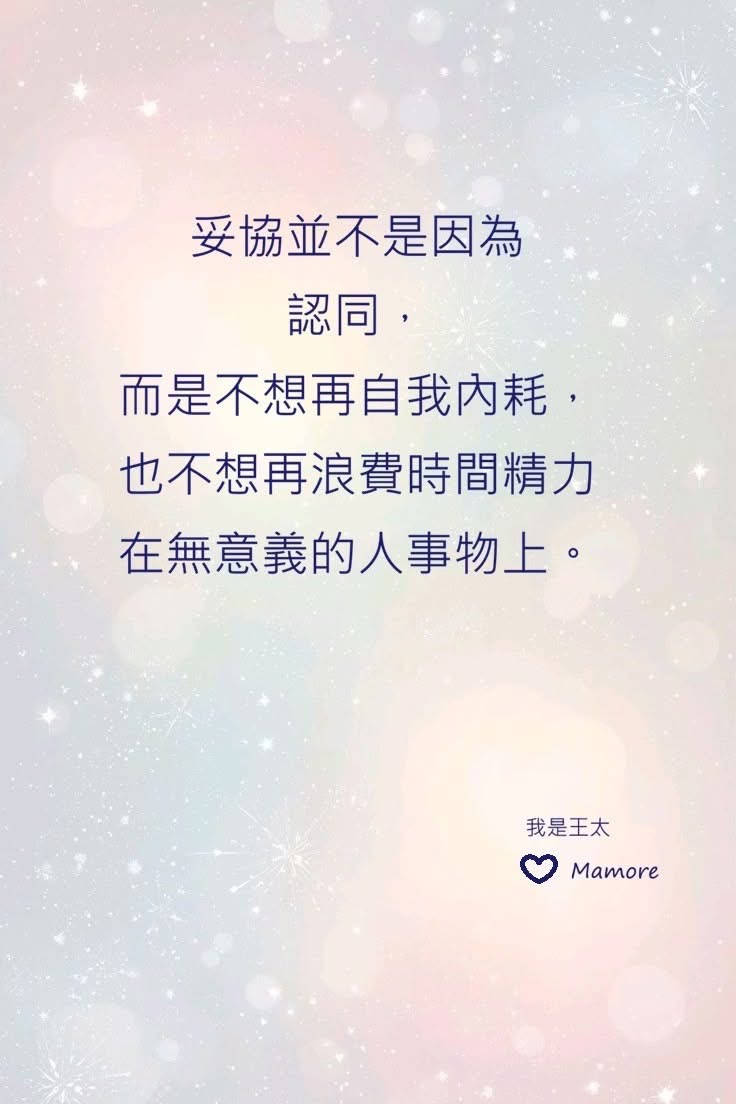 妥協並不是因為
認同，
而是不想再自我內耗，
也不想再浪費時間精力
在無意義的人事物上。
我是王太
Mamore